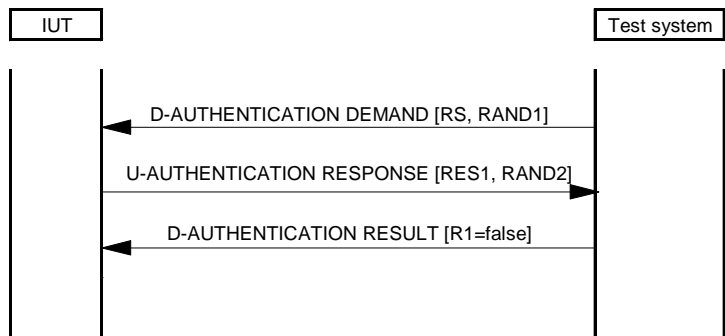 IUT
Test system
D-AUTHENTICATION DEMAND [RS, RAND1]
U-AUTHENTICATION RESPONSE [RES1, RAND2]
D-AUTHENTICATION RESULT [R1=false]